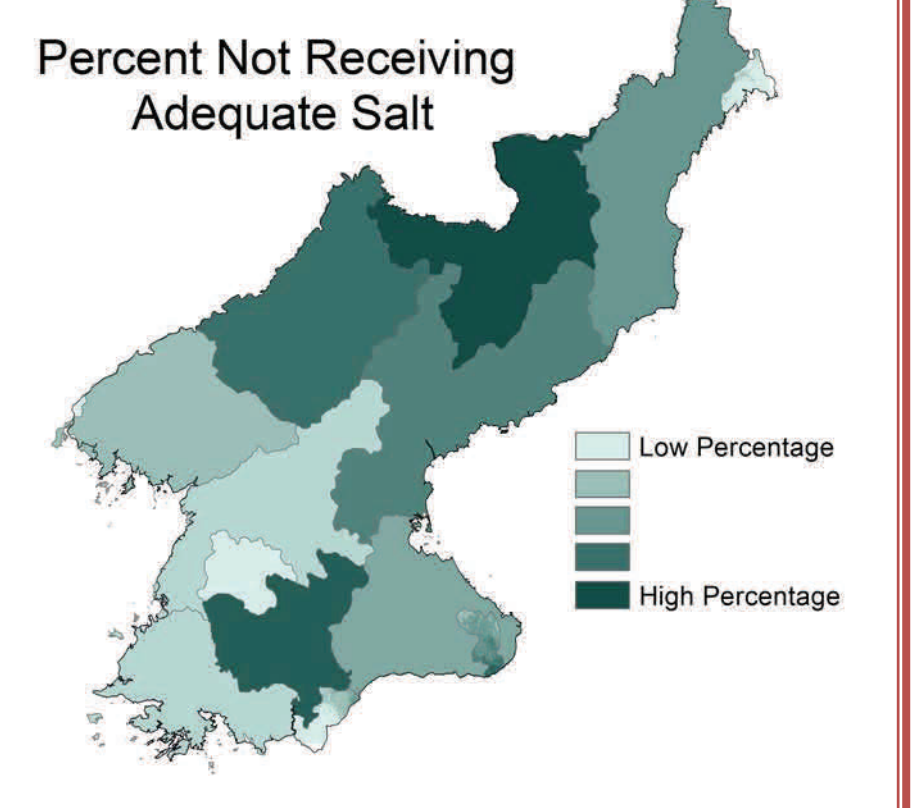 Percent Not Receiving
Adequate Salt
Low Percentage
High Percentage